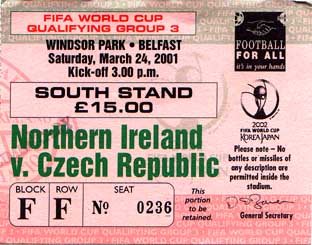 FIFA WORLD CUP
QUALIFYING GROUP 3
WINDSOR PARK • BELFAST
Saturday, March 24, 2001
Kick-off 3.00 p.m.
SOUTH STAND
£15.00
Northern Ireland
v. Czech Republic
BLOCK ROW SEAT
F F Nº 0236
This
portion
to be
retained.
FOOTBALL
FOR ALL
it's in your hands
2002
FIFA WORLD CUP
KOREA JAPAN
Please note – No
bottles or missiles of
any description are
permitted inside the
stadium.
General Secretary